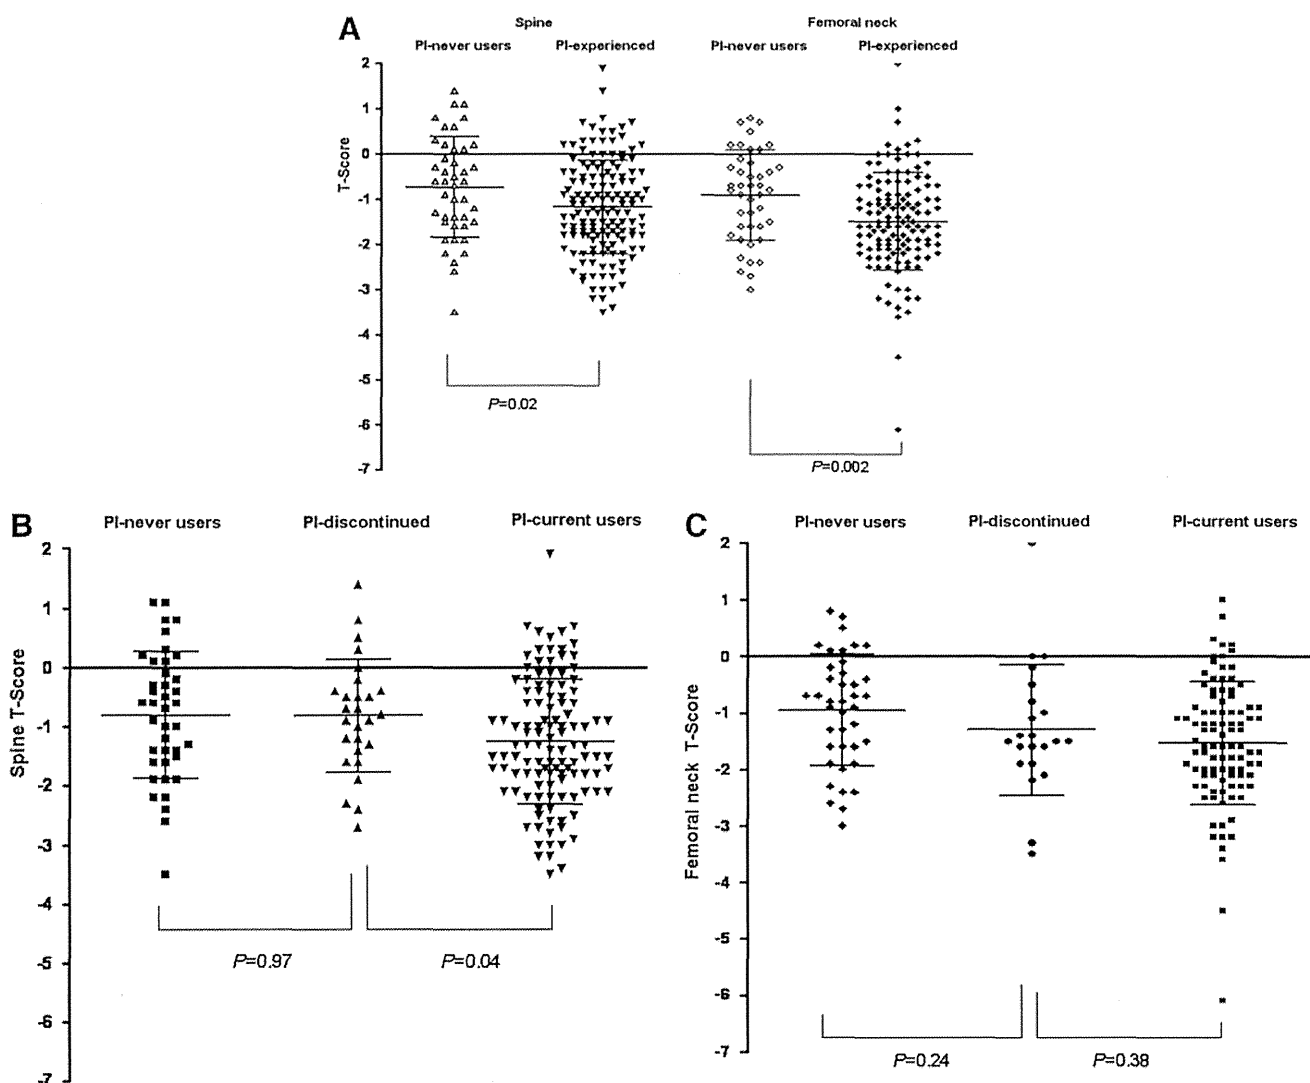 A
Spine
Femoral neck
PI-never users
PI-experienced
PI-never users
PI-experienced
T-Score
2
1
0
-1
-2
-3
-4
-5
-6
-7
P=0.02
P=0.002
B
PI-never users
PI-discontinued
PI-current users
Spine T-Score
2
1
0
-1
-2
-3
-4
-5
-6
-7
P=0.97
P=0.04
C
PI-never users
PI-discontinued
PI-current users
Femoral neck T-Score
2
1
0
-1
-2
-3
-4
-5
-6
-7
P=0.24
P=0.38